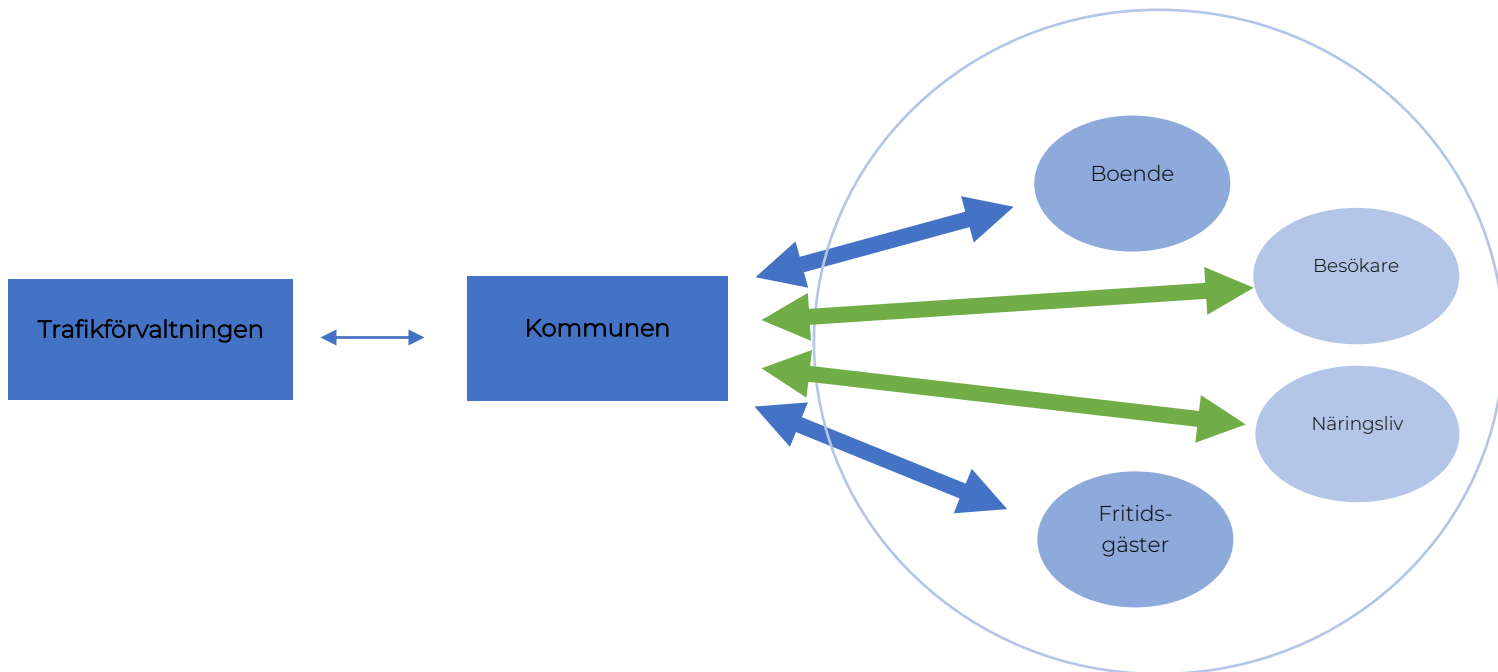 Trafikförvaltningen
Kommunen
Boende
Besökare
Näringsliv
Fritids-
gäster